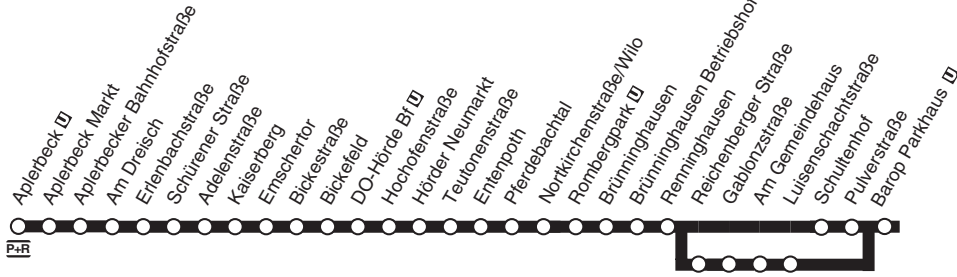 Aplerbeck U
Aplerbeck Markt
Aplerbecker Bahnhofstraße
Am Dreisch
Erlenbachstraße
Schürener Straße
Adelenstraße
Kaiserberg
Emschertor
Bickestraße
Bickefeld
DO-Hörde Bf U
Hochofenstraße
Hörder Neumarkt
Teutonenstraße
Entenpoth
Pferdebachtal
Nortkirchenstraße/Wilo
Rombergpark U
Brünninghausen
Brünninghausen Betriebshof
Renninghausen
Reichenberger Straße
Gablonzstraße
Am Gemeindehaus
Luisenschachtstraße
Schultenhof
Pulverstraße
Barop Parkhaus U
P+R